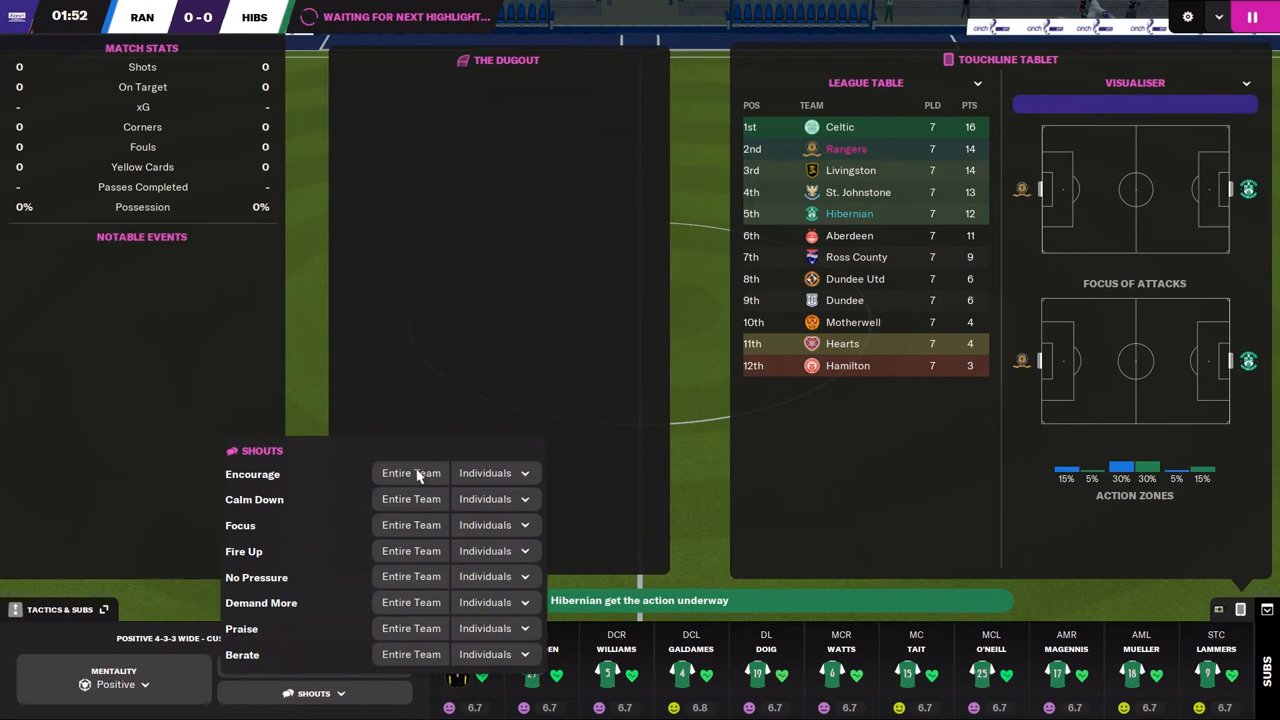 01:52 RAN 0 - 0 HIBS WAITING FOR NEXT HIGHLIGHT...
cinch cinch cinch cinch
MATCH STATS
0 Shots 0
0 On Target 0
- xG -
0 Corners 0
0 Fouls 0
0 Yellow Cards 0
- Passes Completed -
0% Possession 0%
NOTABLE EVENTS
THE DUGOUT
TOUCHLINE TABLET
LEAGUE TABLE
POS TEAM PLD PTS
1st Celtic 7 16
2nd Rangers 7 14
3rd Livingston 7 14
4th St. Johnstone 7 13
5th Hibernian 7 12
6th Aberdeen 7 11
7th Ross County 7 9
8th Dundee Utd 7 6
9th Dundee 7 6
10th Motherwell 7 4
11th Hearts 7 4
12th Hamilton 7 3
VISUALISER
FOCUS OF ATTACKS
15% 5% 30% 30% 5% 15%
ACTION ZONES
SHOUTS
Encourage Entire Team Individuals
Calm Down Entire Team Individuals
Focus Entire Team Individuals
Fire Up Entire Team Individuals
No Pressure Entire Team Individuals
Demand More Entire Team Individuals
Praise Entire Team Individuals
Berate Entire Team Individuals
Hibernian get the action underway
TACTICS & SUBS
POSITIVE 4-3-3 WIDE - CUS
MENTALITY
Positive
SHOUTS
DCR DCL DL MCR MC MCL AMR AML STC
WILLIAMS GALDAMES DOIG WATTS TAIT O'NEILL MAGENNIS MUELLER LAMMERS
5 4 19 6 15 25 17 18 9
6.7 6.7 6.7 6.8 6.7 6.7 6.7 6.7 6.7 6.7 6.7
SUBS